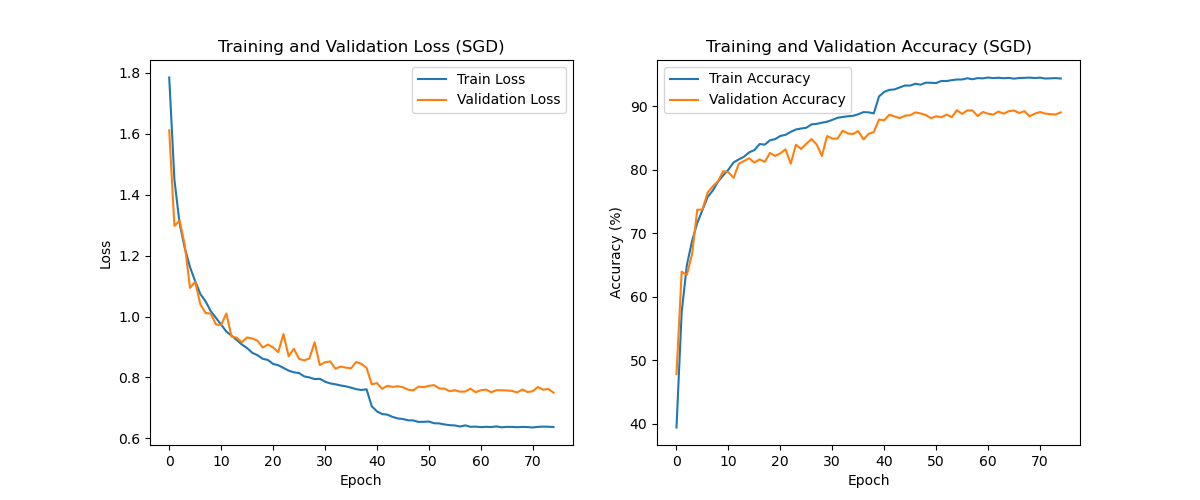 Training and Validation Loss (SGD)
Train Loss
Validation Loss
1.8
1.6
1.4
1.2
1.0
0.8
0.6
Loss
0 10 20 30 40 50 60 70
Epoch
Training and Validation Accuracy (SGD)
Train Accuracy
Validation Accuracy
90
80
70
60
50
40
Accuracy (%)
0 10 20 30 40 50 60 70
Epoch